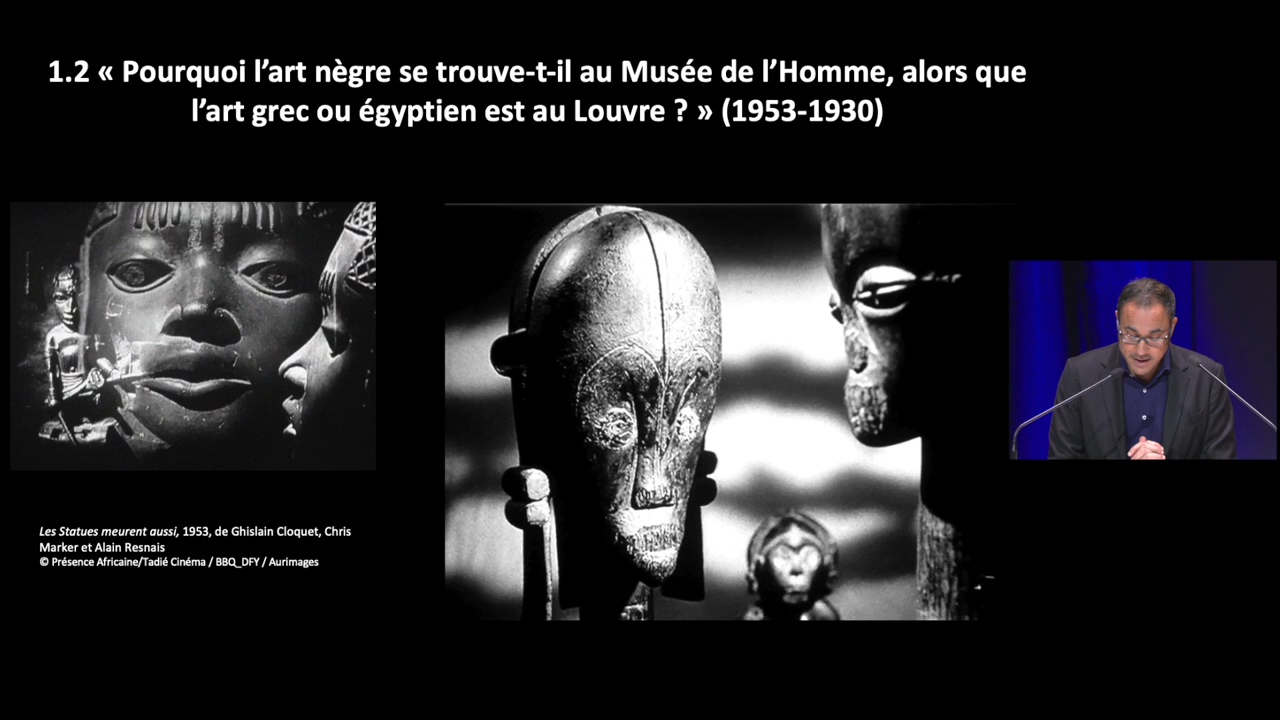 1.2 « Pourquoi l’art nègre se trouve-t-il au Musée de l’Homme, alors que
l’art grec ou égyptien est au Louvre ? » (1953-1930)
Les Statues meurent aussi, 1953, de Ghislain Cloquet, Chris
Marker et Alain Resnais
© Présence Africaine/Tadié Cinéma / BBQ_DFY / Aurimages